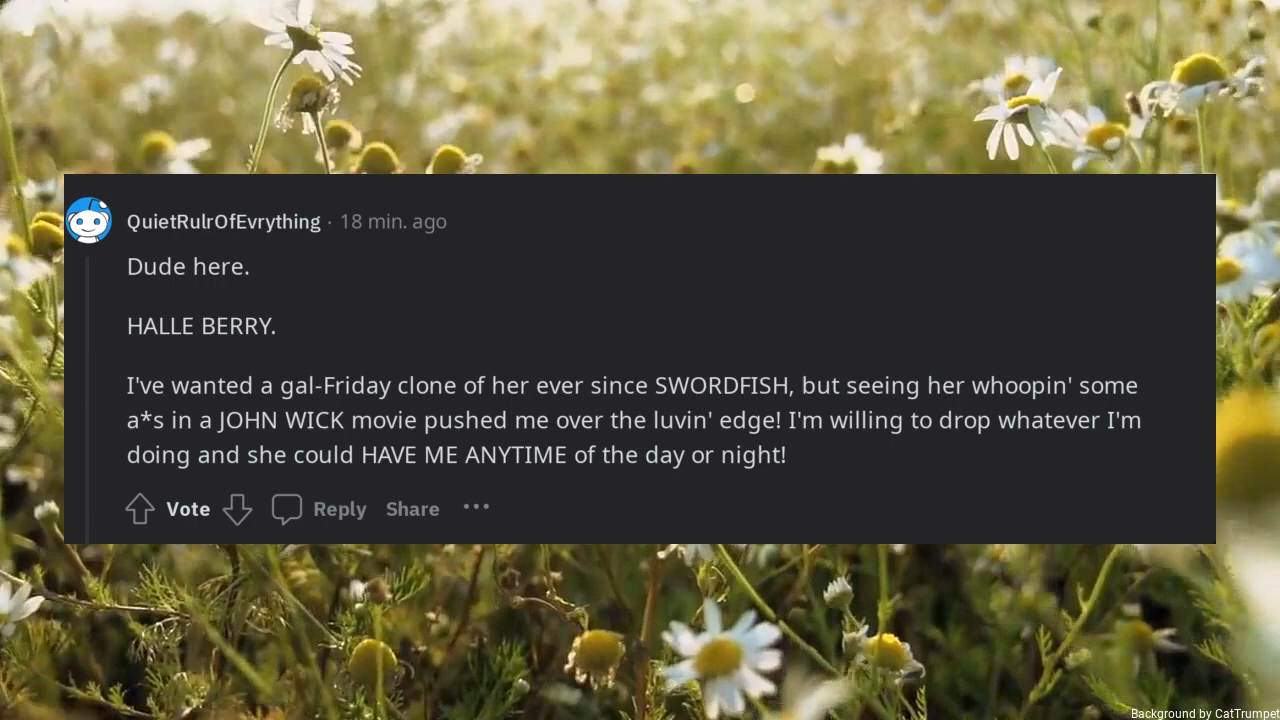 QuietRulrOfEvrything · 18 min. ago
Dude here.
HALLE BERRY.
I've wanted a gal-Friday clone of her ever since SWORDFISH, but seeing her whoopin' some
a*s in a JOHN WICK movie pushed me over the luvin' edge! I'm willing to drop whatever I'm
doing and she could HAVE ME ANYTIME of the day or night!
Vote Reply Share ···
Background by CatTrumpet